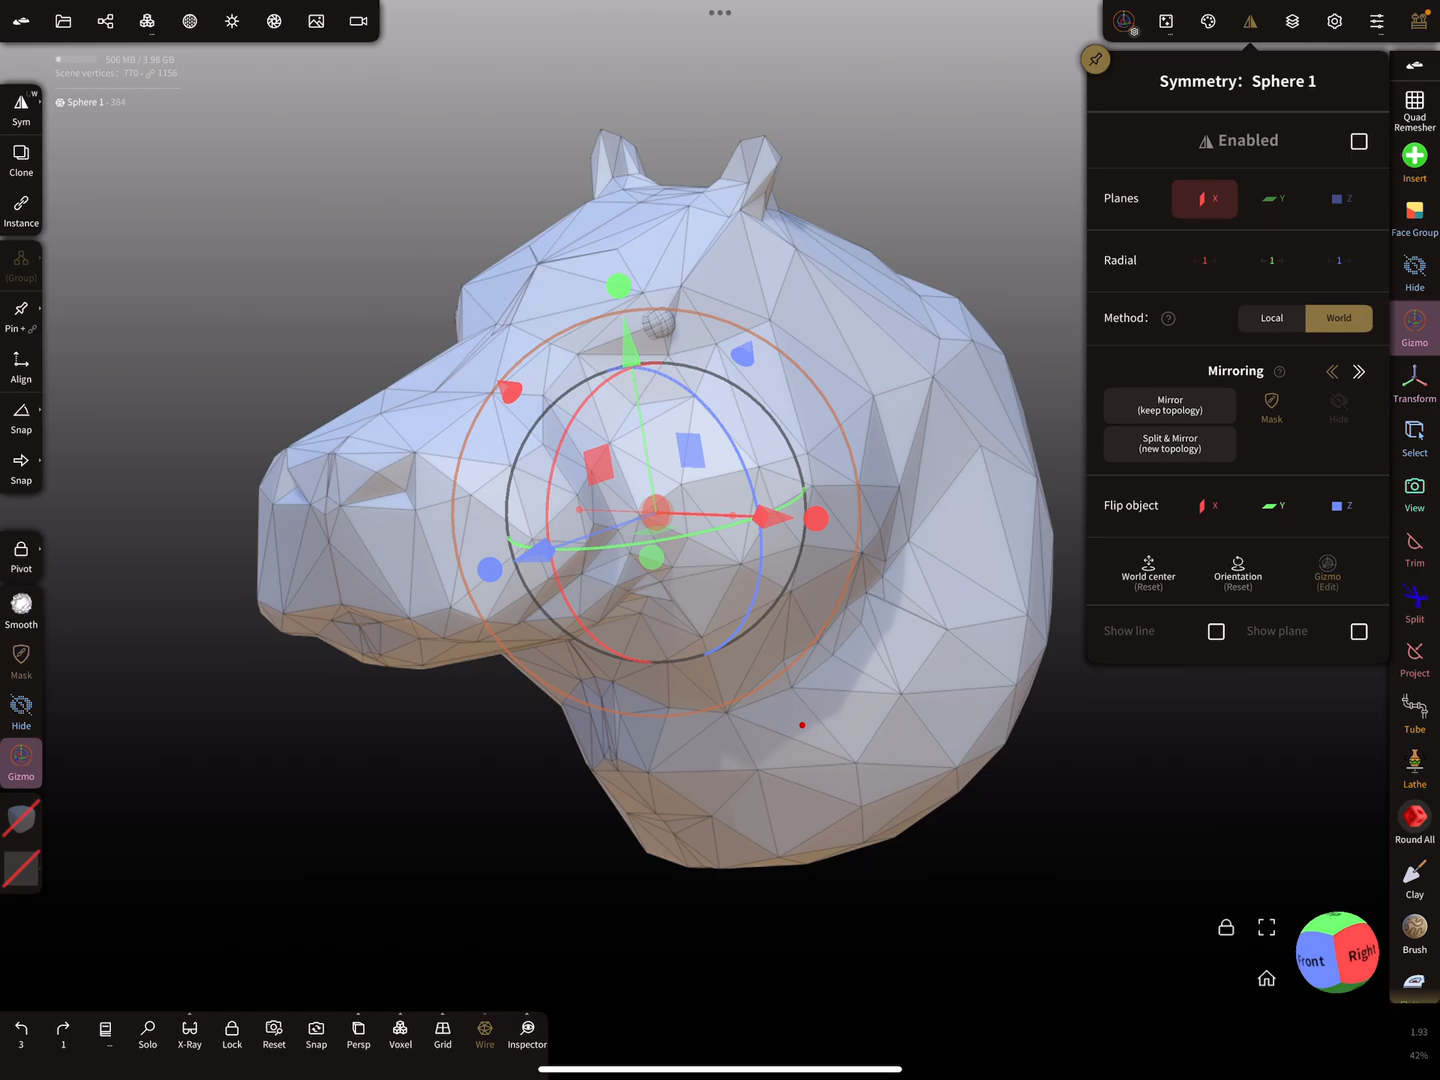 506 MB / 3.98 GB
Scene vertices: 770 · 1156
Sphere 1 · 384
/W
Sym
Clone
Instance
(Group)
Pin +
Align
Snap
Snap
Pivot
Smooth
Mask
Hide
Gizmo
Symmetry: Sphere 1
Enabled
Planes
X
Y
Z
Radial
1
1
1
Method:
?
Local
World
Mirroring
?
Mirror
(keep topology)
Mask
Hide
Split & Mirror
(new topology)
Flip object
X
Y
Z
World center
(Reset)
Orientation
(Reset)
Gizmo
(Edit)
Show line
Show plane
Quad
Remesher
Insert
Face Group
Hide
Gizmo
Transform
Select
View
Trim
Split
Project
Tube
Lathe
Round All
Clay
Brush
Front
Right
3
1
...
Solo
X-Ray
Lock
Reset
Snap
Persp
Voxel
Grid
Wire
Inspector
1.93
42%